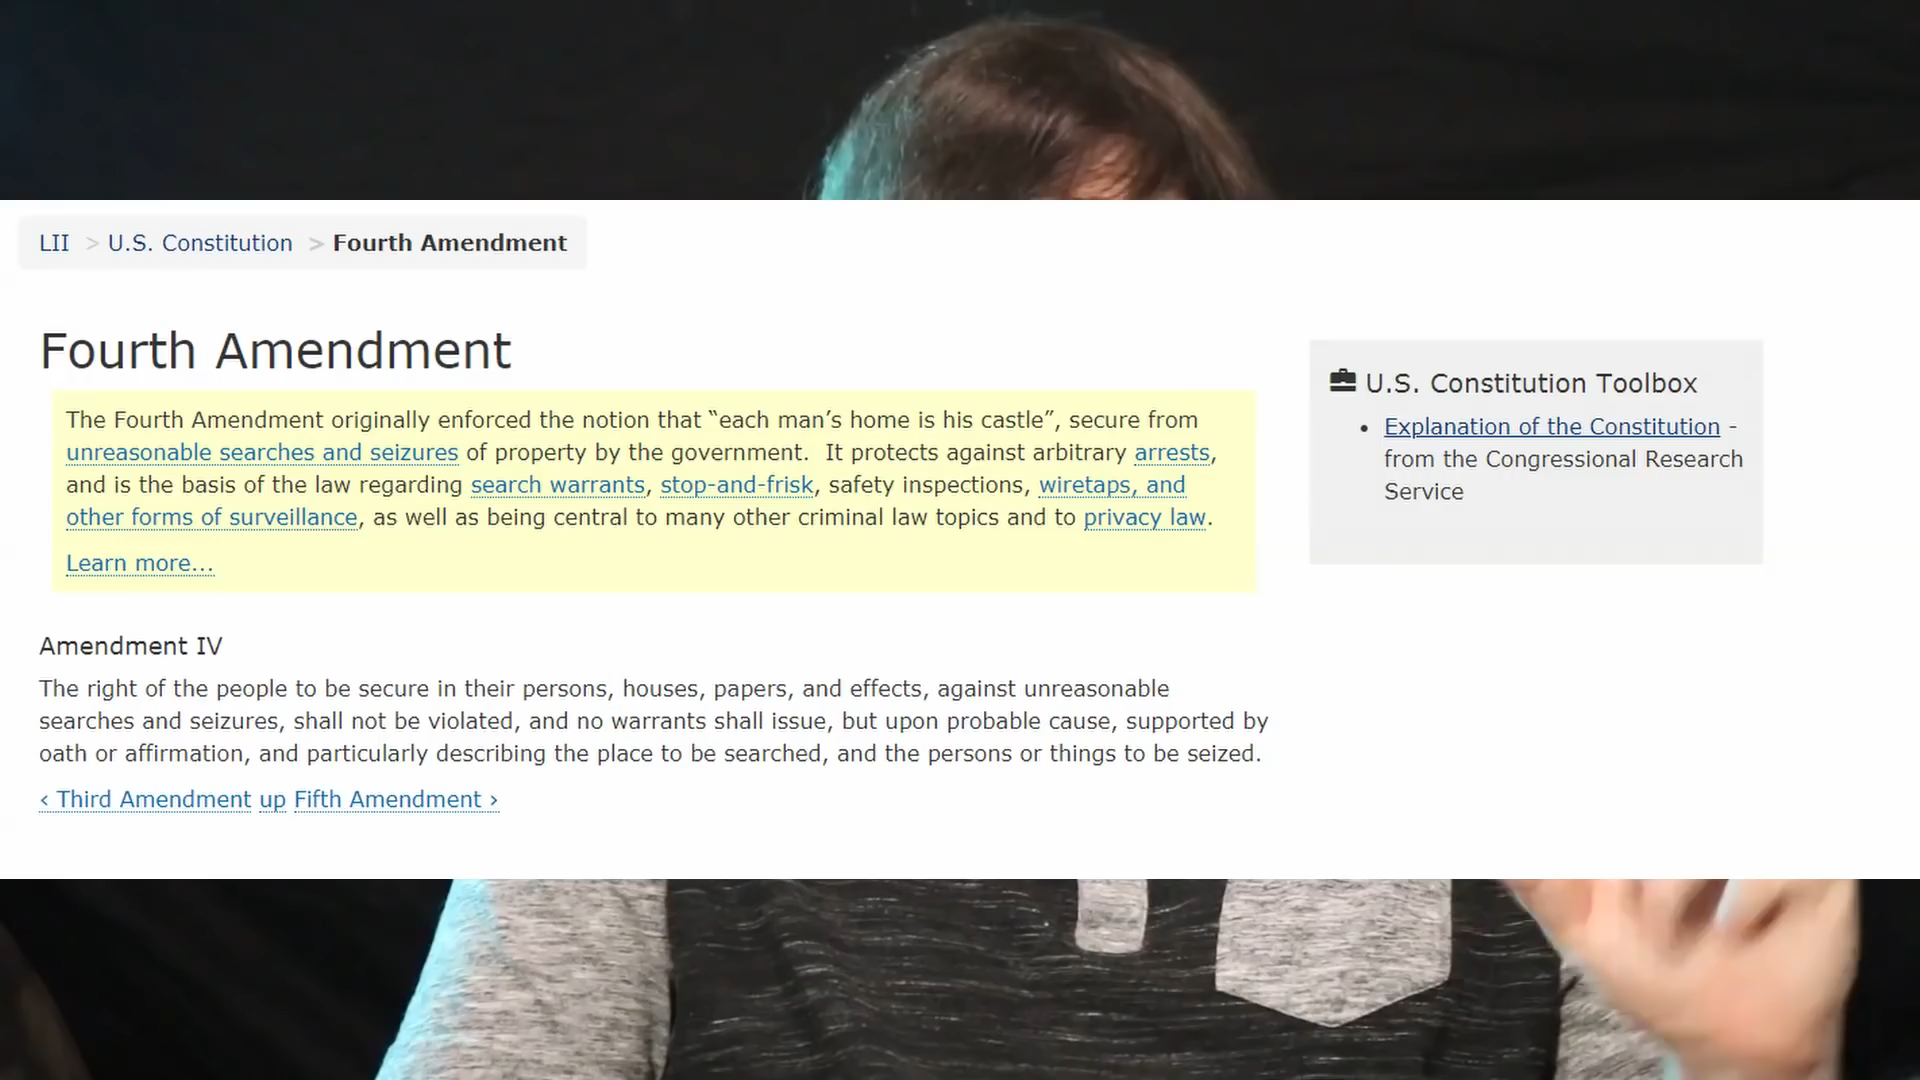 LII > U.S. Constitution > Fourth Amendment
Fourth Amendment
The Fourth Amendment originally enforced the notion that “each man’s home is his castle”, secure from
unreasonable searches and seizures of property by the government.  It protects against arbitrary arrests,
and is the basis of the law regarding search warrants, stop-and-frisk, safety inspections, wiretaps, and
other forms of surveillance, as well as being central to many other criminal law topics and to privacy law.
Learn more...
U.S. Constitution Toolbox
• Explanation of the Constitution -
from the Congressional Research
Service
Amendment IV
The right of the people to be secure in their persons, houses, papers, and effects, against unreasonable
searches and seizures, shall not be violated, and no warrants shall issue, but upon probable cause, supported by
oath or affirmation, and particularly describing the place to be searched, and the persons or things to be seized.
‹ Third Amendment up Fifth Amendment ›